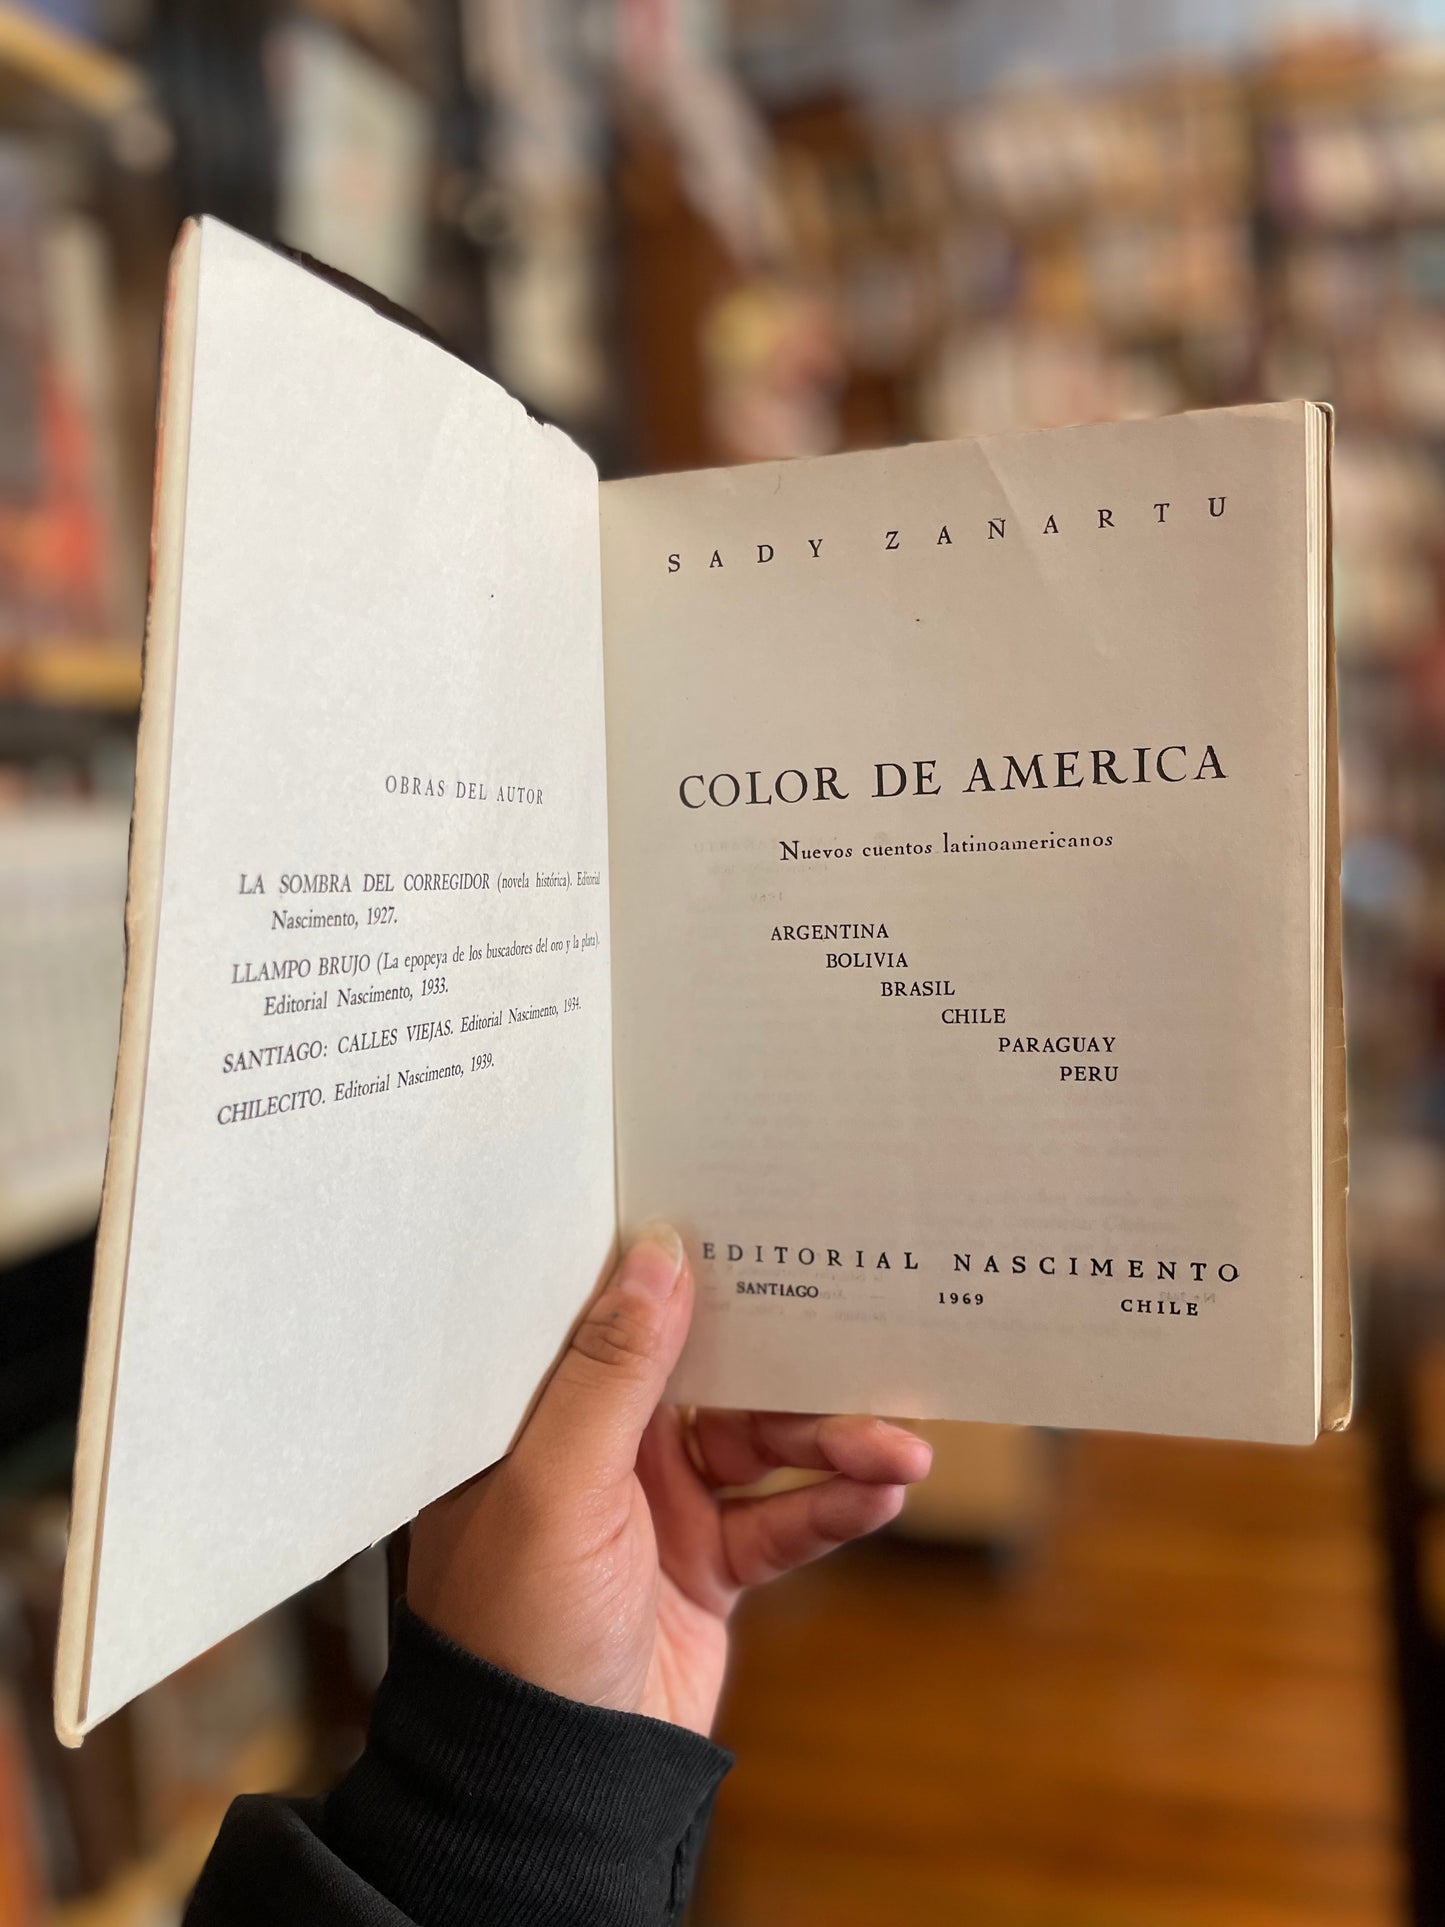 OBRAS DEL AUTOR
LA SOMBRA DEL CORREGIDOR (novela histórica). Editorial
Nascimento, 1927.
LLAMPO BRUJO (La epopeya de los buscadores del oro y la plata).
Editorial Nascimento, 1933.
SANTIAGO: CALLES VIEJAS. Editorial Nascimento, 1934.
CHILECITO. Editorial Nascimento, 1939.
SADY ZAÑARTU
COLOR DE AMERICA
Nuevos cuentos latinoamericanos
ARGENTINA
BOLIVIA
BRASIL
CHILE
PARAGUAY
PERU
EDITORIAL NASCIMENTO
SANTIAGO 1969 CHILE